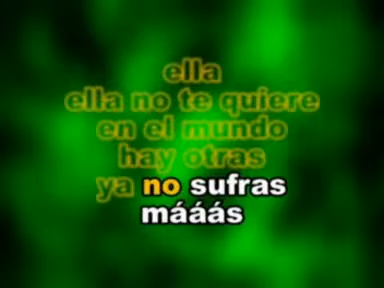 ella
ella no te quiere
en el mundo
hay otras
ya no sufras
mááás